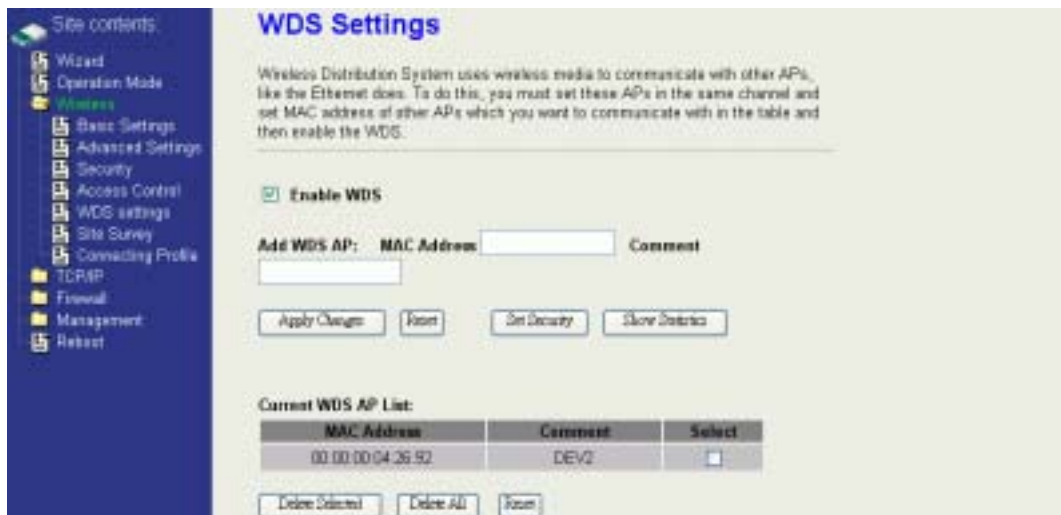 Site contents:
Wizard
Operation Mode
Wireless
Basic Settings
Advanced Settings
Security
Access Control
WDS settings
Site Survey
Connecting Profile
TCP/IP
Firewall
Management
Reboot
WDS Settings
Wireless Distribution System uses wireless media to communicate with other APs,
like the Ethernet does. To do this, you must set these APs in the same channel and
set MAC address of other APs which you want to communicate with in the table and
then enable the WDS.
Enable WDS
Add WDS AP: MAC Address Comment
Apply Changes Reset Set Security Show Statistics
Current WDS AP List:
MAC Address Comment Select
00:00:00:04:26:92 DEV2
Delete Selected Delete All Reset